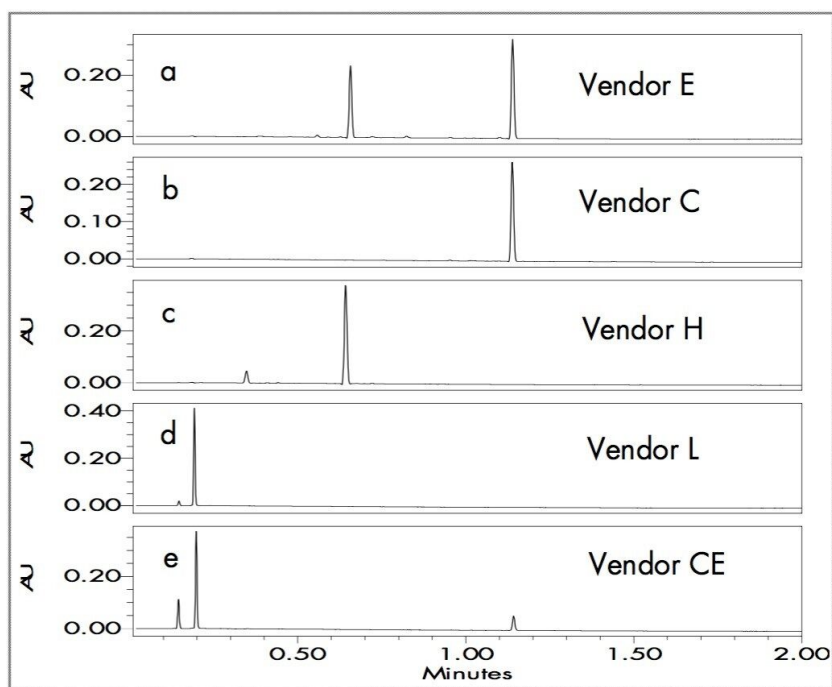 AU
0.20
0.00
a
Vendor E
AU
0.20
0.10
0.00
b
Vendor C
AU
0.20
0.00
c
Vendor H
AU
0.40
0.20
0.00
d
Vendor L
AU
0.20
0.00
e
Vendor CE
0.50 1.00 1.50 2.00
Minutes